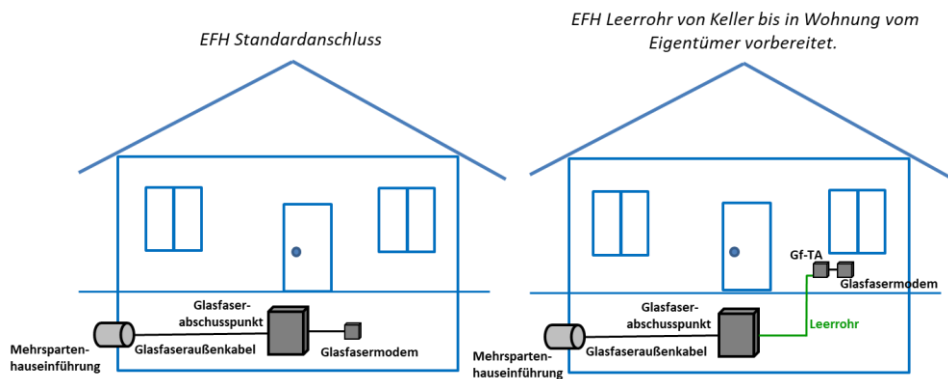 EFH Standardanschluss
Glasfaser-
abschusspunkt
Glasfaseraußenkabel
Mehrsparten-
hauseinführung
Glasfasermodem
EFH Leerrohr von Keller bis in Wohnung vom
Eigentümer vorbereitet.
Gf-TA
Glasfasermodem
Glasfaser-
abschusspunkt
Leerrohr
Glasfaseraußenkabel
Mehrsparten-
hauseinführung